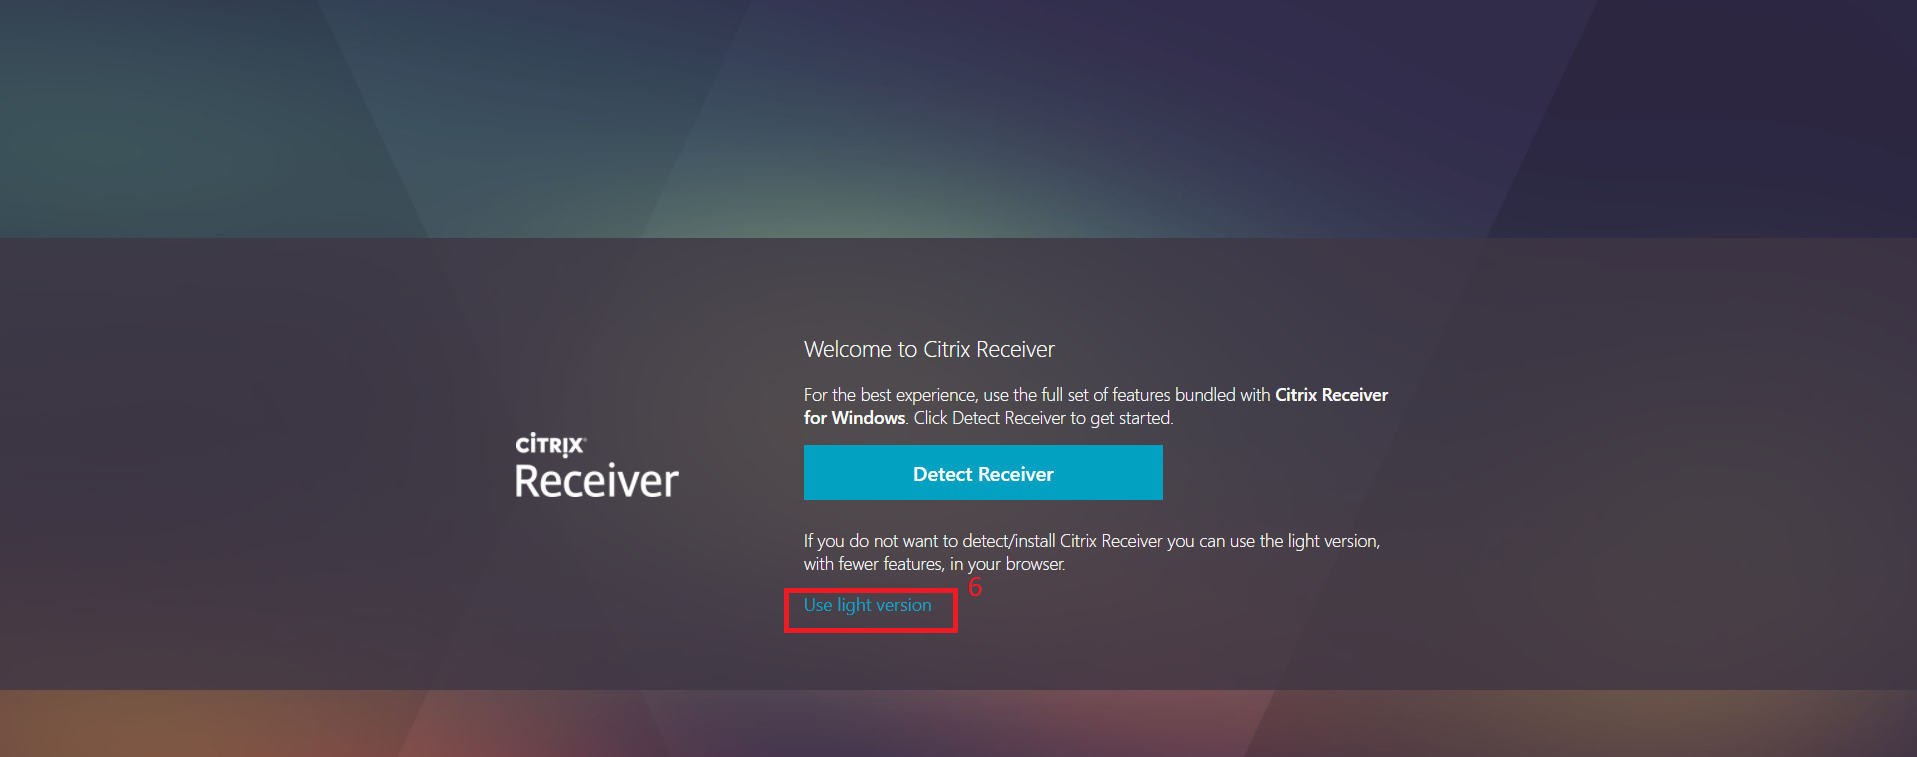 Welcome to Citrix Receiver
For the best experience, use the full set of features bundled with Citrix Receiver
for Windows. Click Detect Receiver to get started.
CITRIX
Receiver
Detect Receiver
If you do not want to detect/install Citrix Receiver you can use the light version,
with fewer features, in your browser.
6
Use light version